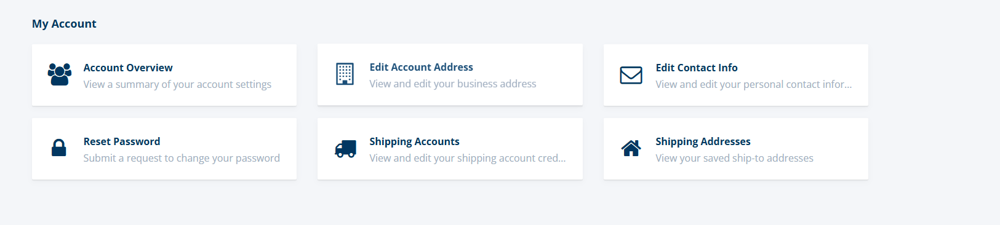 My Account
Account Overview
View a summary of your account settings
Edit Account Address
View and edit your business address
Edit Contact Info
View and edit your personal contact infor...
Reset Password
Submit a request to change your password
Shipping Accounts
View and edit your shipping account cred...
Shipping Addresses
View your saved ship-to addresses